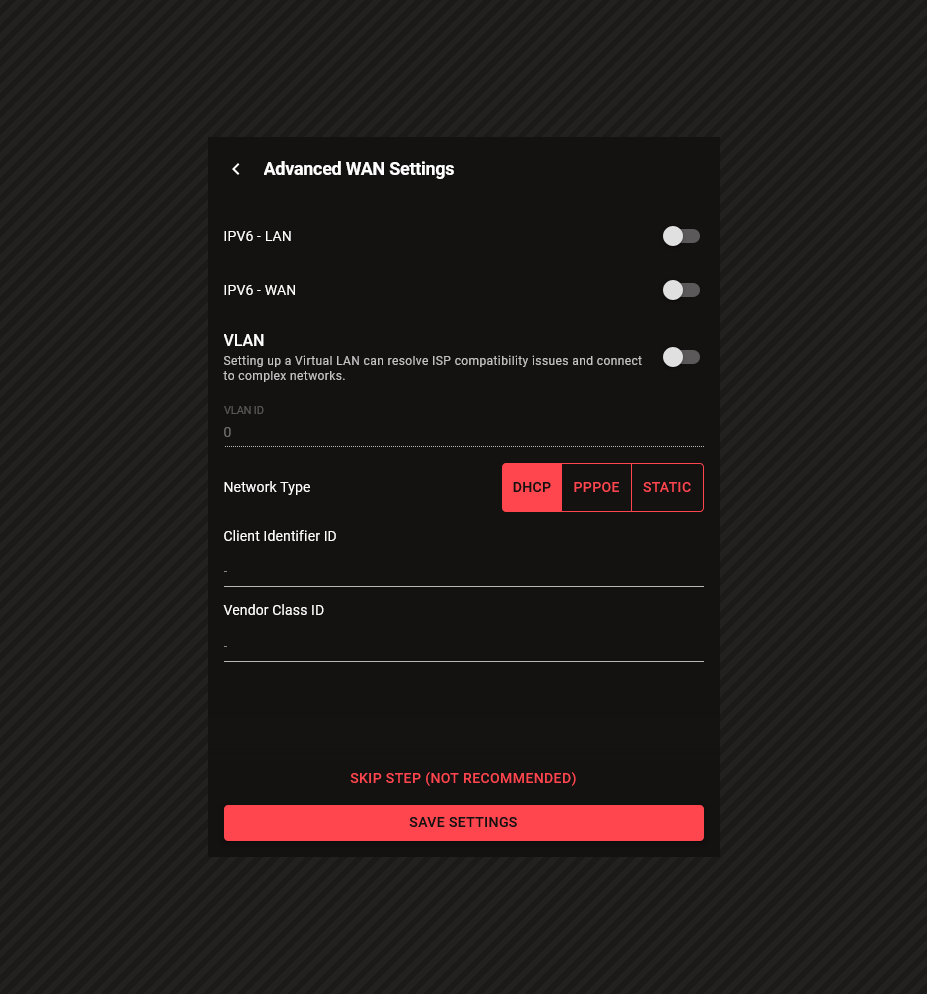 Advanced WAN Settings
IPV6 - LAN
IPV6 - WAN
VLAN
Setting up a Virtual LAN can resolve ISP compatibility issues and connect
to complex networks.
VLAN ID
0
Network Type
DHCP PPPOE STATIC
Client Identifier ID
-
Vendor Class ID
-
SKIP STEP (NOT RECOMMENDED)
SAVE SETTINGS